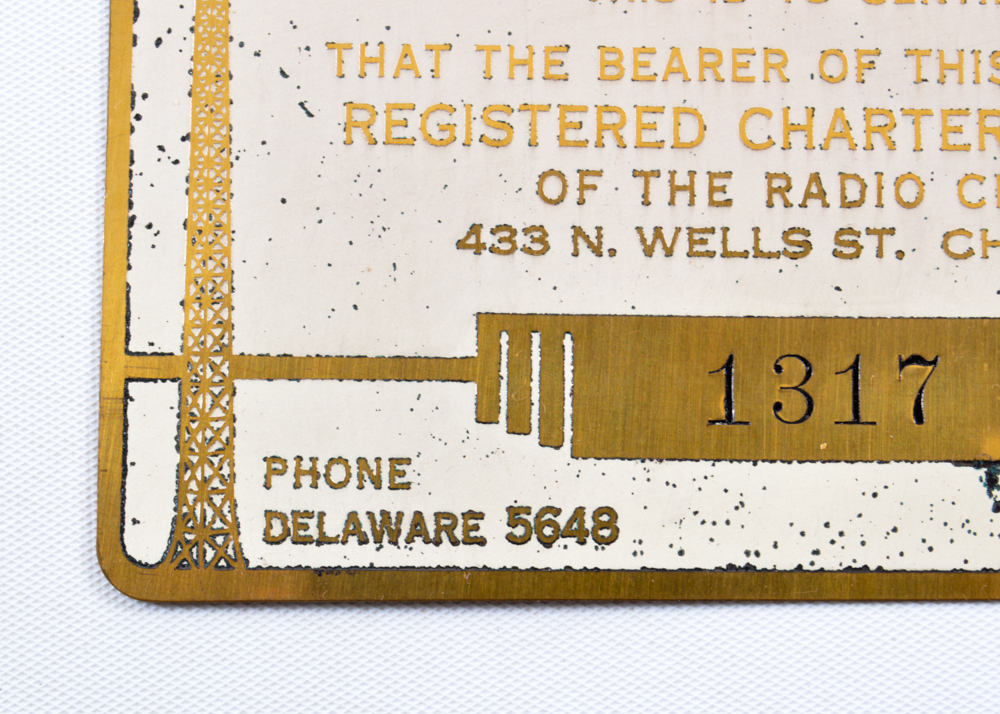 THAT THE BEARER OF THIS
REGISTERED CHARTER
OF THE RADIO
433 N. WELLS ST.
1317
PHONE
DELAWARE 5648